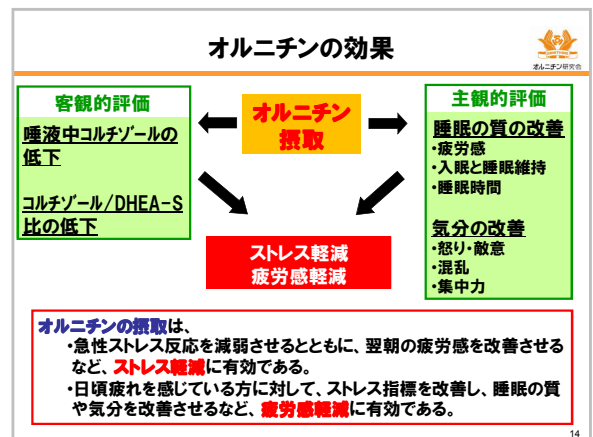 オルニチンの効果
オルニチン研究会
客観的評価
唾液中コルチゾールの
低下
コルチゾール/DHEA-S
比の低下
オルニチン
摂取
主観的評価
睡眠の質の改善
・疲労感
・入眠と睡眠維持
・睡眠時間
気分の改善
・怒り・敵意
・混乱
・集中力
ストレス軽減
疲労感軽減
オルニチンの摂取は、
・急性ストレス反応を減弱させるとともに、翌朝の疲労感を改善させる
など、ストレス軽減に有効である。
・日頃疲れを感じている方に対して、ストレス指標を改善し、睡眠の質
や気分を改善させるなど、疲労感軽減に有効である。
14